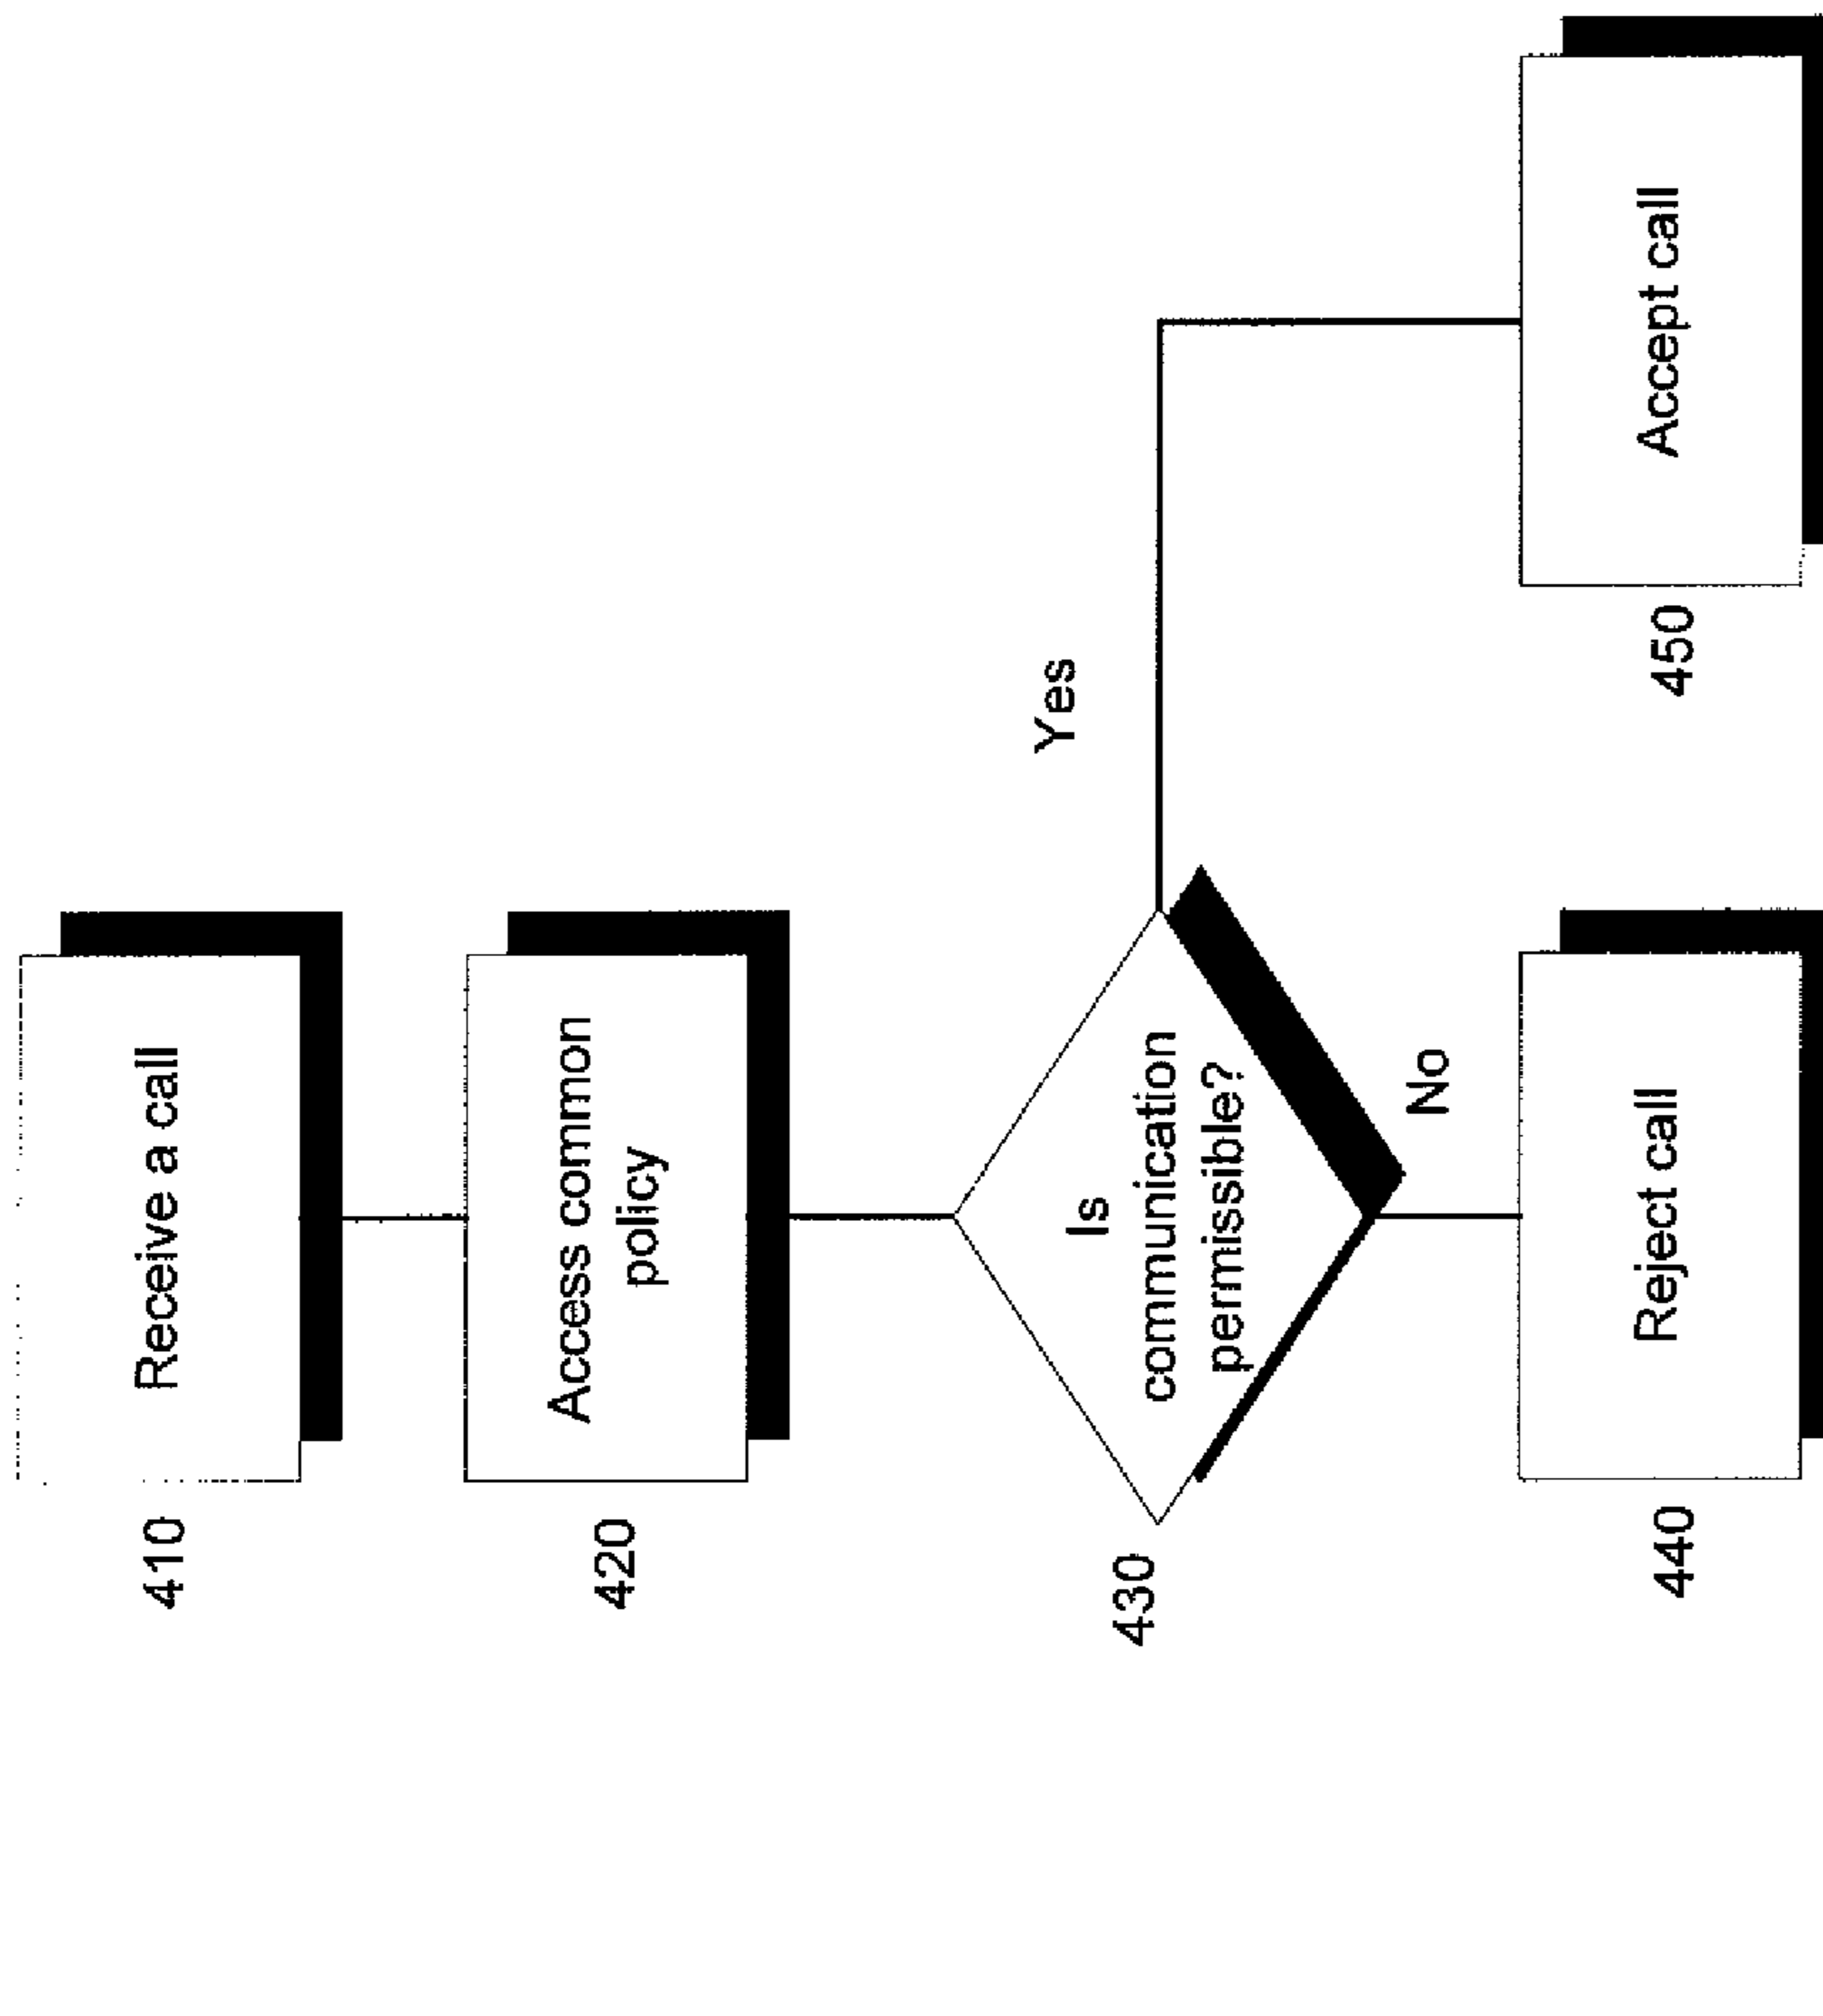 410
Receive a call
420
Access common
policy
430
Is
communication
permissible?
Yes
No
440
Reject call
450
Accept call